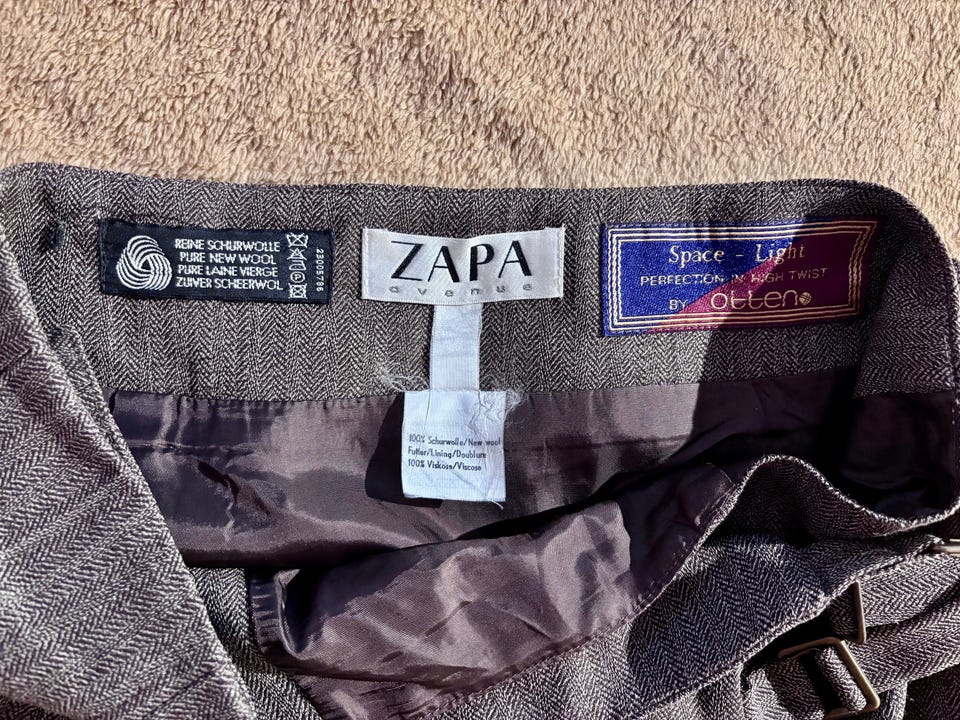 REINE SCHURWOLLE
PURE NEW WOOL
PURE LAINE VIERGE
ZUIVER SCHEERWOL
23005786
ZAPA
avenue
Space - Light
PERFECTION IN HIGH TWIST
BY otten
100% Schurwolle/New wool
Futter/Lining/Doublure
100% Viskose/Viscose